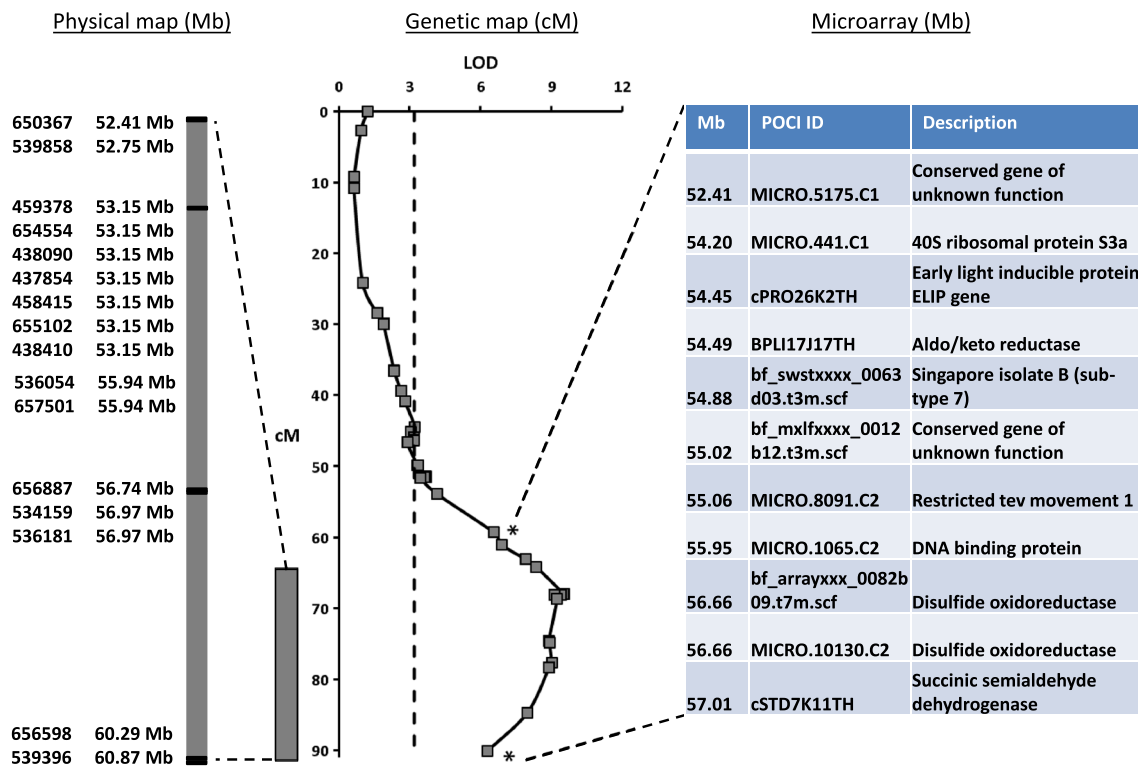 Physical map (Mb)
Genetic map (cM)
Microarray (Mb)
650367 52.41 Mb
539858 52.75 Mb
459378 53.15 Mb
654554 53.15 Mb
438090 53.15 Mb
437854 53.15 Mb
458415 53.15 Mb
655102 53.15 Mb
438410 53.15 Mb
536054 55.94 Mb
657501 55.94 Mb
656887 56.74 Mb
534159 56.97 Mb
536181 56.97 Mb
656598 60.29 Mb
539396 60.87 Mb
cM
LOD
0 3 6 9 12
0
10
20
30
40
50
60
70
80
90
*
*
Mb POCI ID Description
52.41 MICRO.5175.C1 Conserved gene of
unknown function
54.20 MICRO.441.C1 40S ribosomal protein S3a
54.45 cPRO26K2TH Early light inducible protein
ELIP gene
54.49 BPLI17J17TH Aldo/keto reductase
54.88 bf_swstxxxx_0063
d03.t3m.scf
Singapore isolate B (sub-
type 7)
55.02 bf_mxlfxxxx_0012
b12.t3m.scf
Conserved gene of
unknown function
55.06 MICRO.8091.C2 Restricted tev movement 1
55.95 MICRO.1065.C2 DNA binding protein
56.66 bf_arrayxxx_0082b
09.t7m.scf
Disulfide oxidoreductase
56.66 MICRO.10130.C2 Disulfide oxidoreductase
57.01 cSTD7K11TH Succinic semialdehyde
dehydrogenase